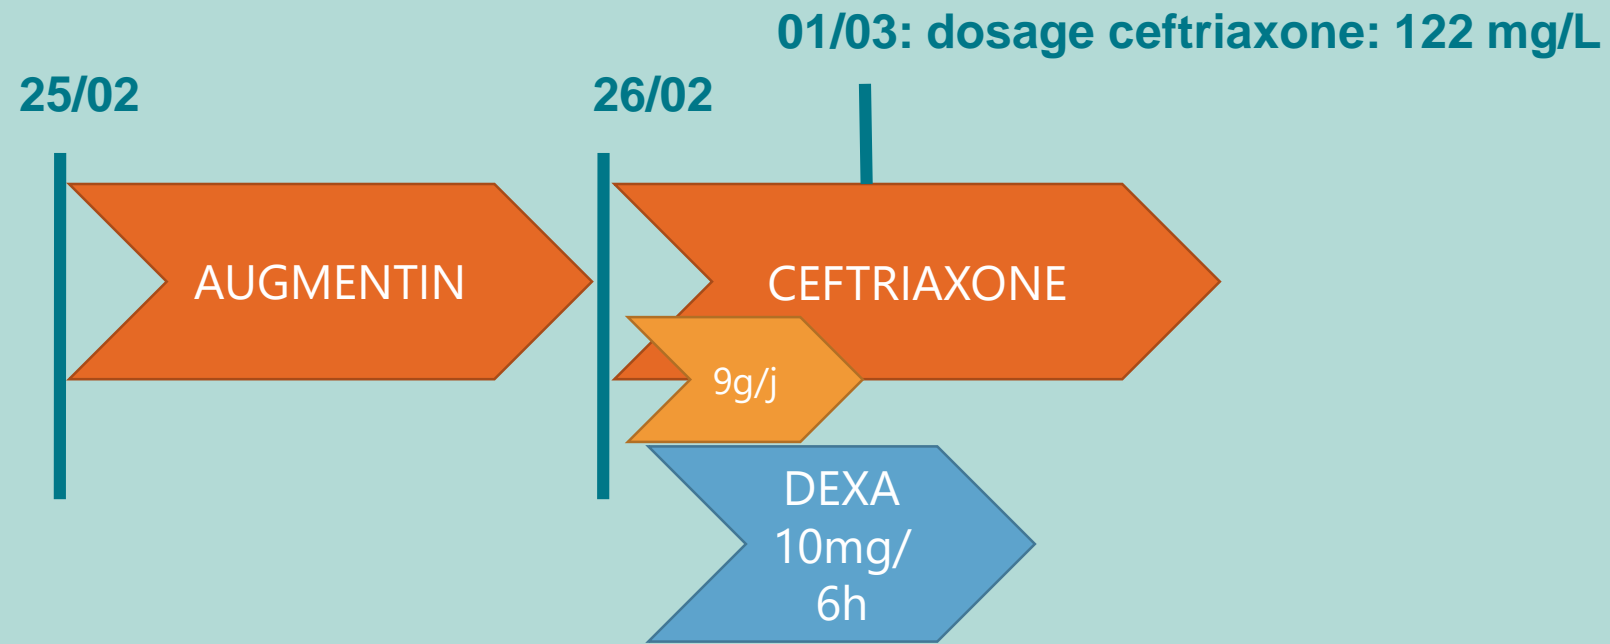 01/03: dosage ceftriaxone: 122 mg/L
25/02
26/02
AUGMENTIN
CEFTRIAXONE
9g/j
DEXA
10mg/
6h